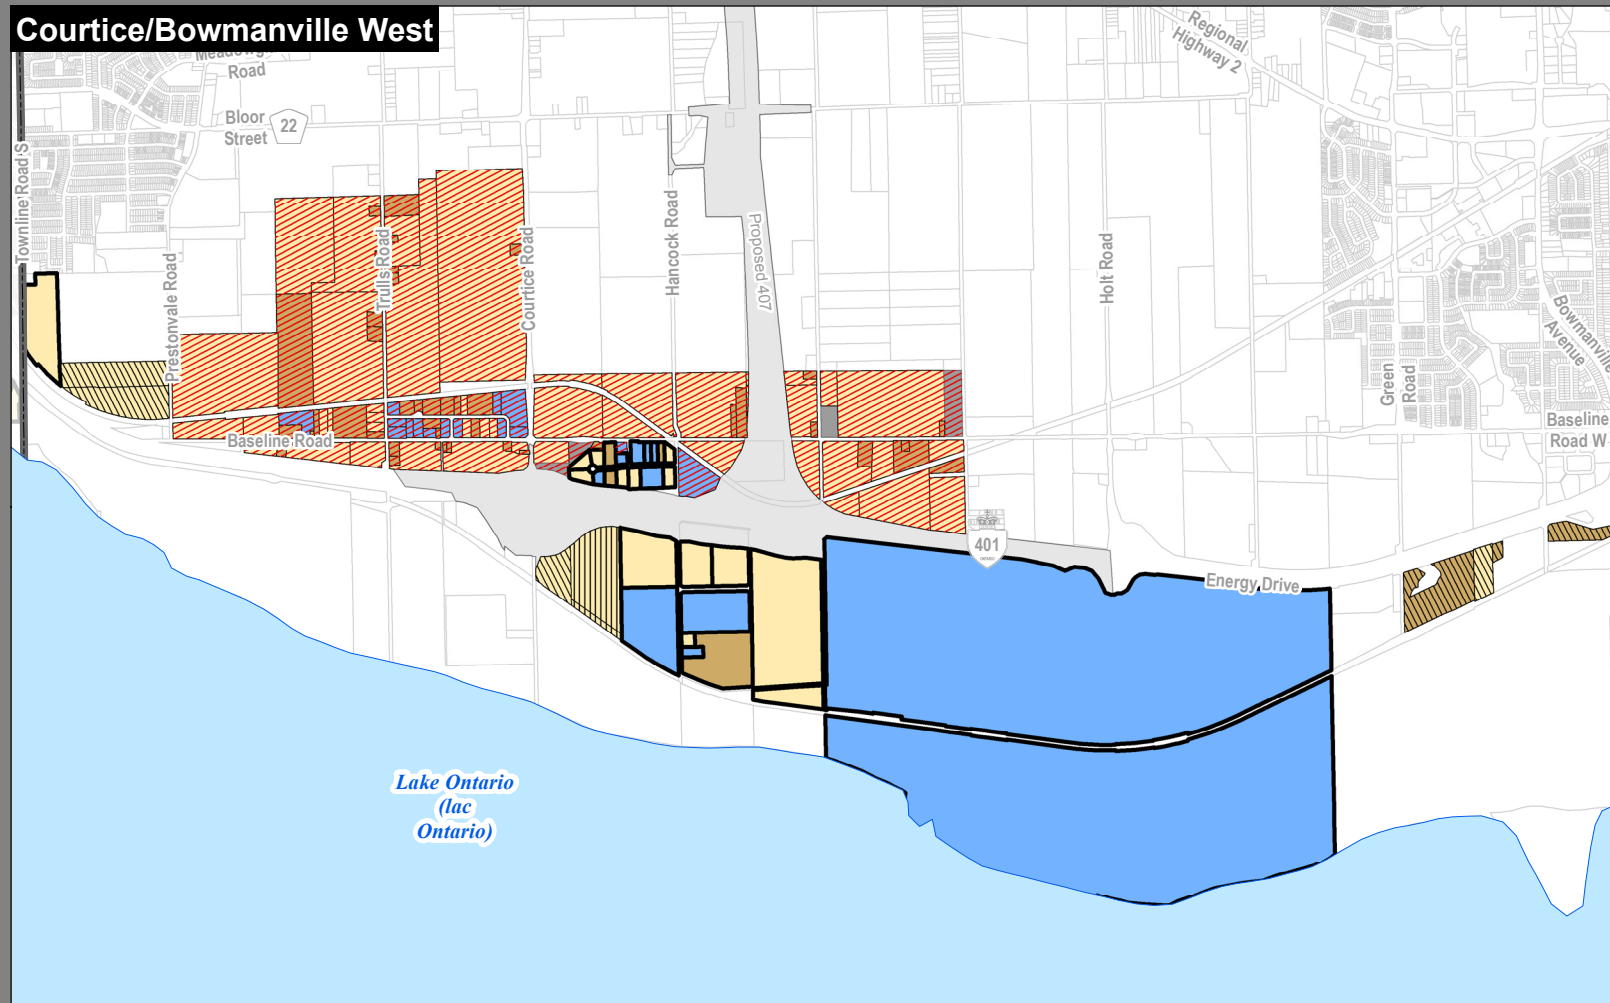 Courtice/Bowmanville West
Road
Bloor
Street
22
Regional
Highway 2
Townline Road S
Prestonvale Road
Trulls Road
Courtice Road
Hancock Road
Proposed 407
Holt Road
Green
Road
Bowmanville
Avenue
Baseline
Road W
Baseline Road
401
ONTARIO
Energy Drive
Lake Ontario
(lac
Ontario)